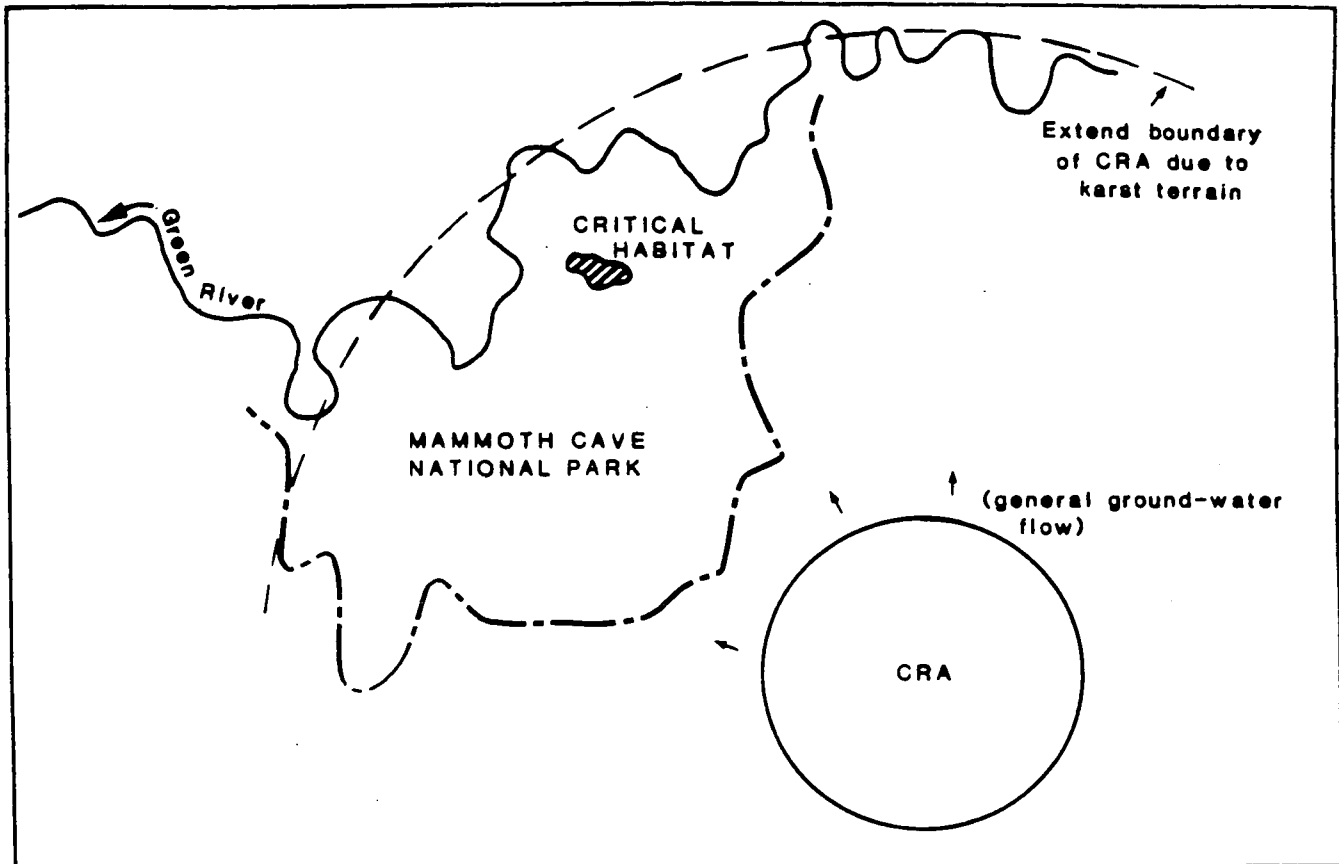 Extend boundary
of CRA due to
karst terrain
Green
River
CRITICAL
HABITAT
MAMMOTH CAVE
NATIONAL PARK
(general ground-water
flow)
CRA